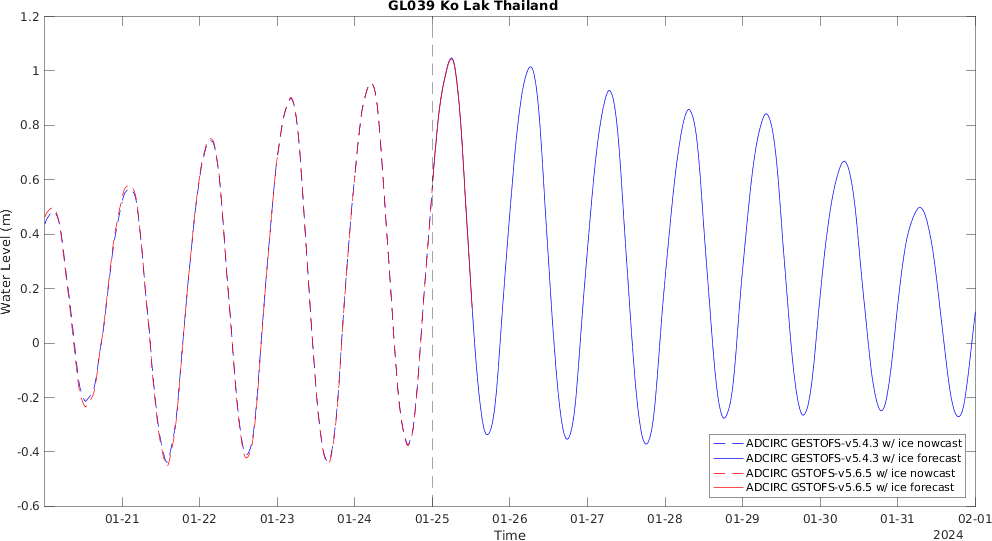 GL039 Ko Lak Thailand
1.2
1
0.8
0.6
0.4
0.2
0
-0.2
-0.4
-0.6
Water Level (m)
01-21 01-22 01-23 01-24 01-25 01-26 01-27 01-28 01-29 01-30 01-31 02-01
Time
2024
ADCIRC GESTOFS-v5.4.3 w/ ice nowcast
ADCIRC GESTOFS-v5.4.3 w/ ice forecast
ADCIRC GSTOFS-v5.6.5 w/ ice nowcast
ADCIRC GSTOFS-v5.6.5 w/ ice forecast